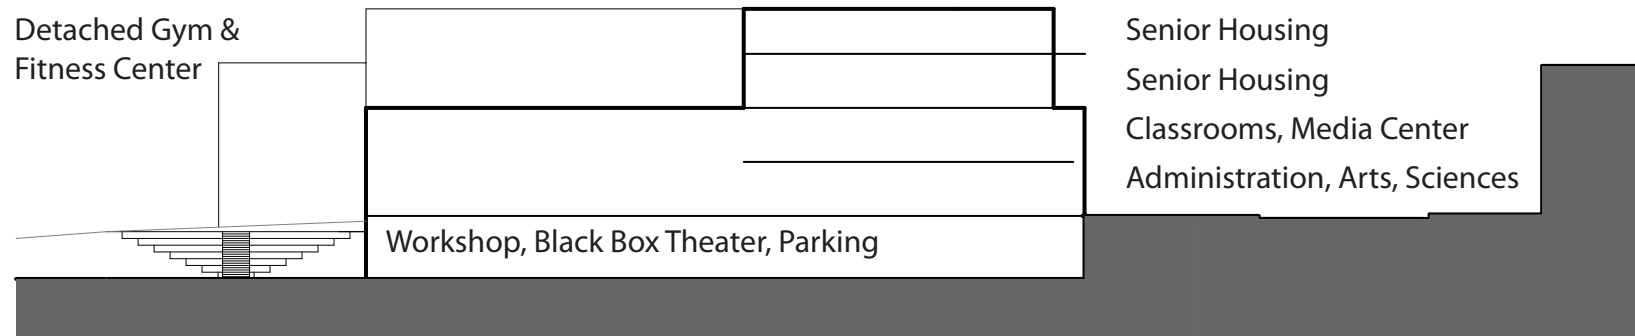 Detached Gym &
Fitness Center
Senior Housing
Senior Housing
Classrooms, Media Center
Administration, Arts, Sciences
Workshop, Black Box Theater, Parking